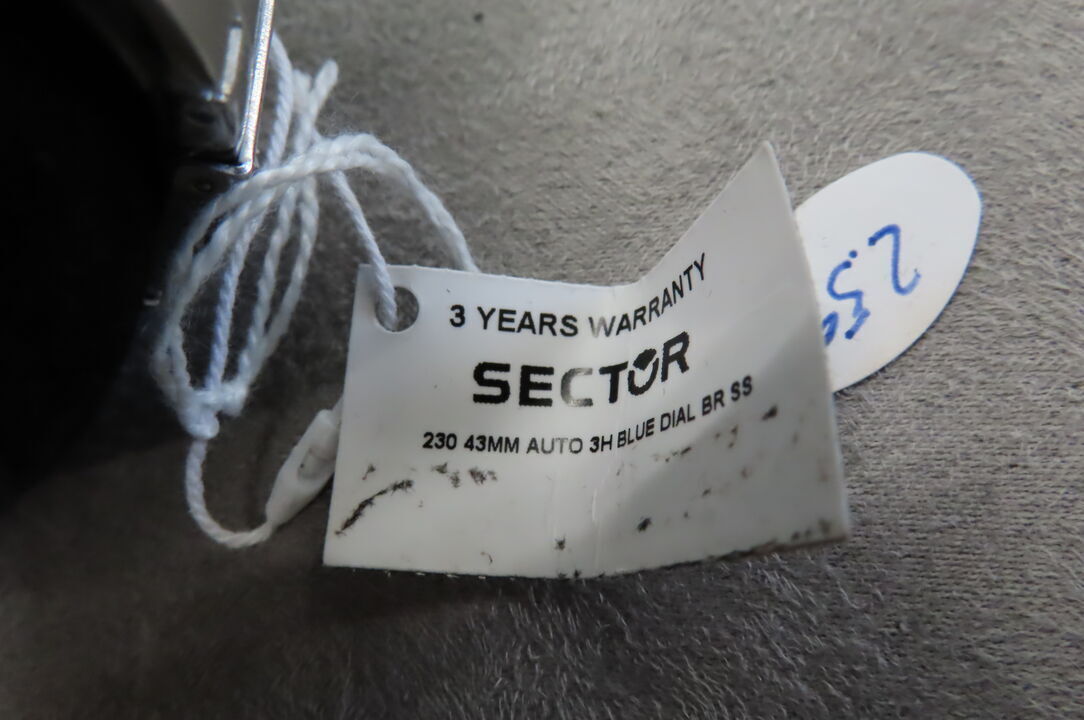 3 YEARS WARRANTY
SECTOR
230 43MM AUTO 3H BLUE DIAL BR SS